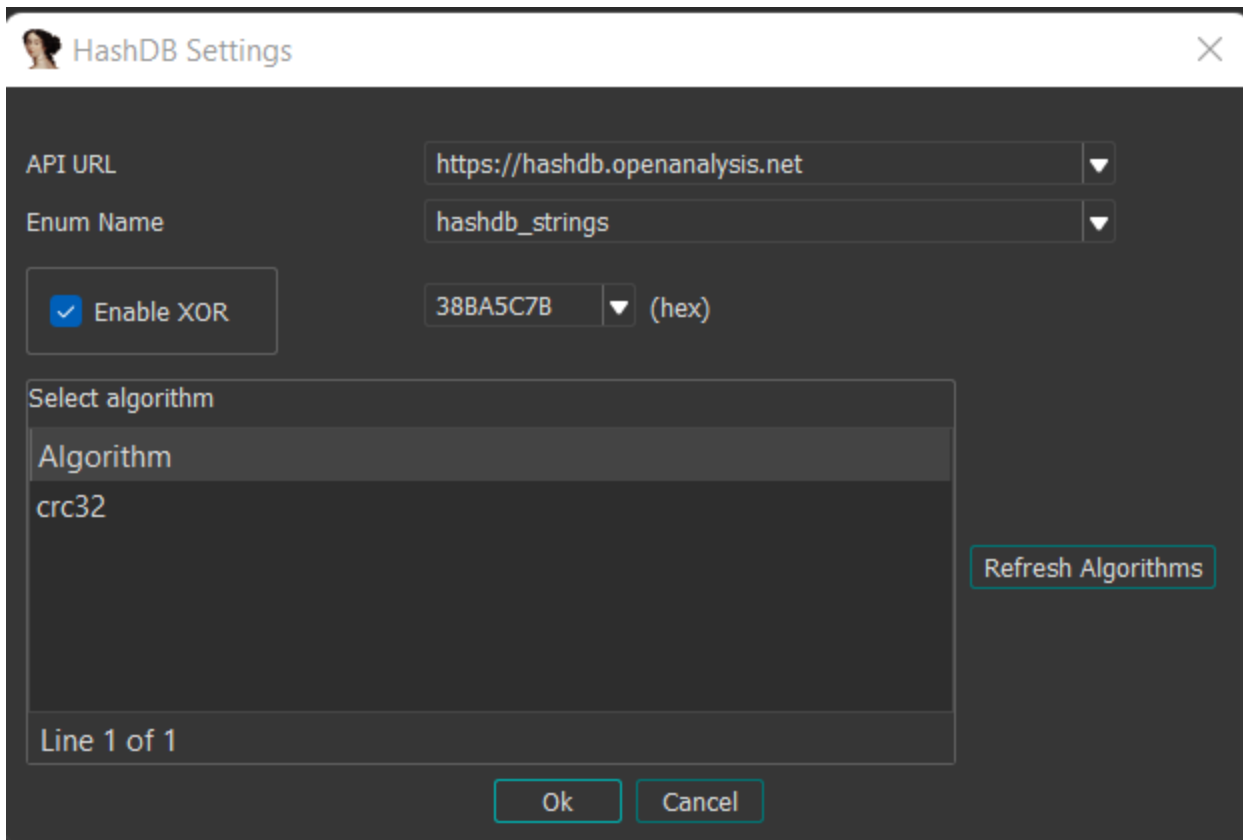 HashDB Settings
API URL
https://hashdb.openanalysis.net
Enum Name
hashdb_strings
Enable XOR
38BA5C7B
(hex)
Select algorithm
Algorithm
crc32
Refresh Algorithms
Line 1 of 1
Ok
Cancel